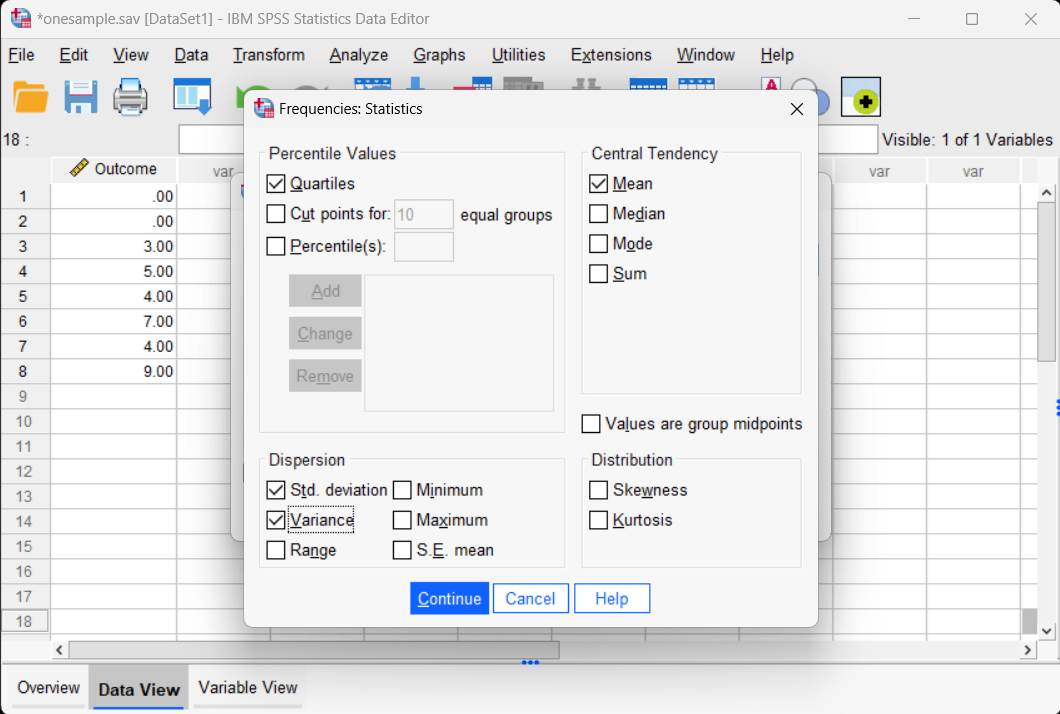 *onesample.sav [DataSet1] - IBM SPSS Statistics Data Editor
File Edit View Data Transform Analyze Graphs Utilities Extensions Window Help
A
18 :
Visible: 1 of 1 Variables
Outcome var var var
1 .00
2 .00
3 3.00
4 5.00
5 4.00
6 7.00
7 4.00
8 9.00
9
10
11
12
13
14
15
16
17
18
Frequencies: Statistics
Percentile Values
Quartiles
Cut points for: 10 equal groups
Percentile(s):
Add
Change
Remove
Central Tendency
Mean
Median
Mode
Sum
Values are group midpoints
Dispersion
Std. deviation Minimum
Variance Maximum
Range S.E. mean
Distribution
Skewness
Kurtosis
Continue Cancel Help
Overview Data View Variable View